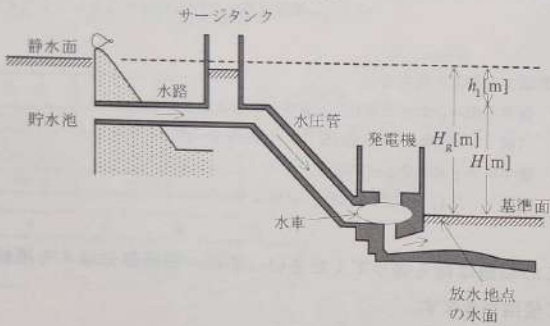 サージタンク
静水面
水路
貯水池
水圧管
発電機
水車
h₁[m]
H_g[m]
H[m]
基準面
放水地点
の水面